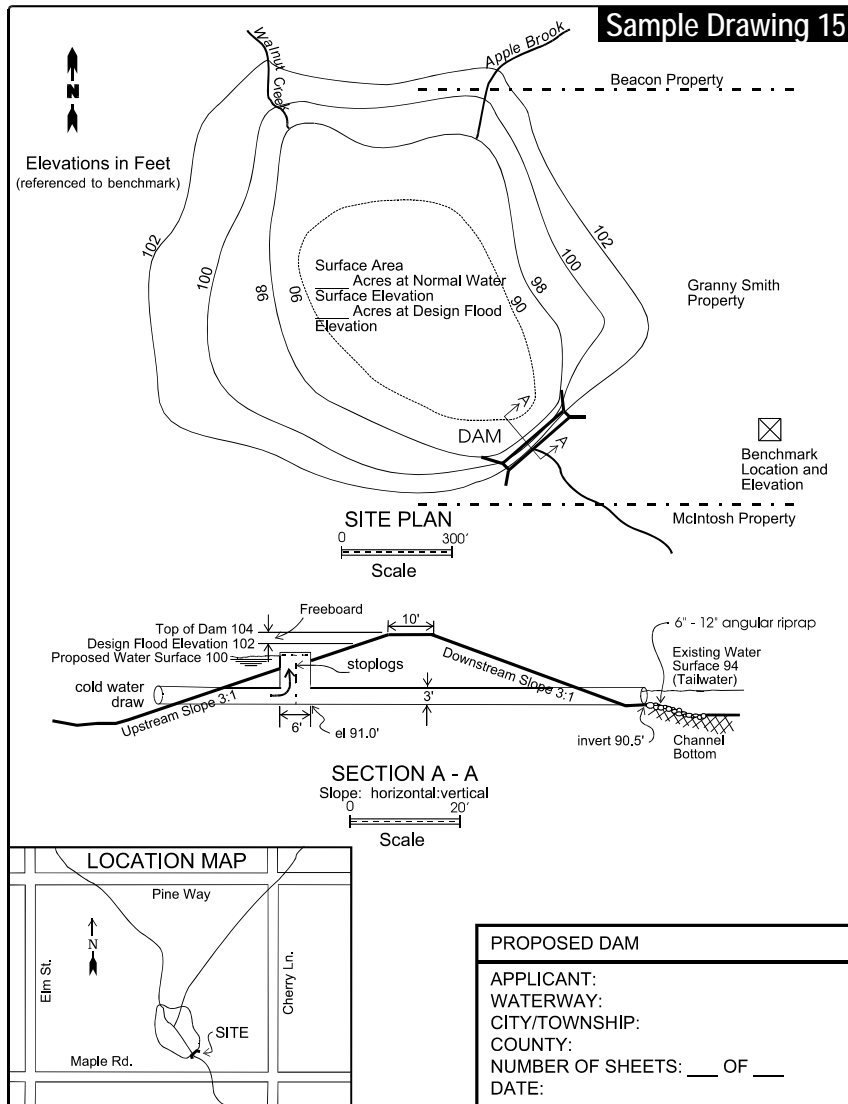 Sample Drawing 15
Walnut Creek
Apple Brook
Beacon Property
N
Elevations in Feet
(referenced to benchmark)
102
100
98
90
Surface Area
____ Acres at Normal Water
Surface Elevation
____ Acres at Design Flood
Elevation
90
98
100
102
Granny Smith
Property
A
A
DAM
Benchmark
Location and
Elevation
McIntosh Property
SITE PLAN
0 300'
Scale
Freeboard
10'
Top of Dam 104
Design Flood Elevation 102
Proposed Water Surface 100
stoplogs
cold water
draw
Upstream Slope 3:1
Downstream Slope 3:1
3'
6'
el 91.0'
6" - 12" angular riprap
Existing Water
Surface 94
(Tailwater)
invert 90.5'
Channel
Bottom
SECTION A - A
Slope: horizontal:vertical
0 20'
Scale
LOCATION MAP
Pine Way
N
Elm St.
Cherry Ln.
SITE
Maple Rd.
PROPOSED DAM
APPLICANT:
WATERWAY:
CITY/TOWNSHIP:
COUNTY:
NUMBER OF SHEETS: ___ OF ___
DATE: